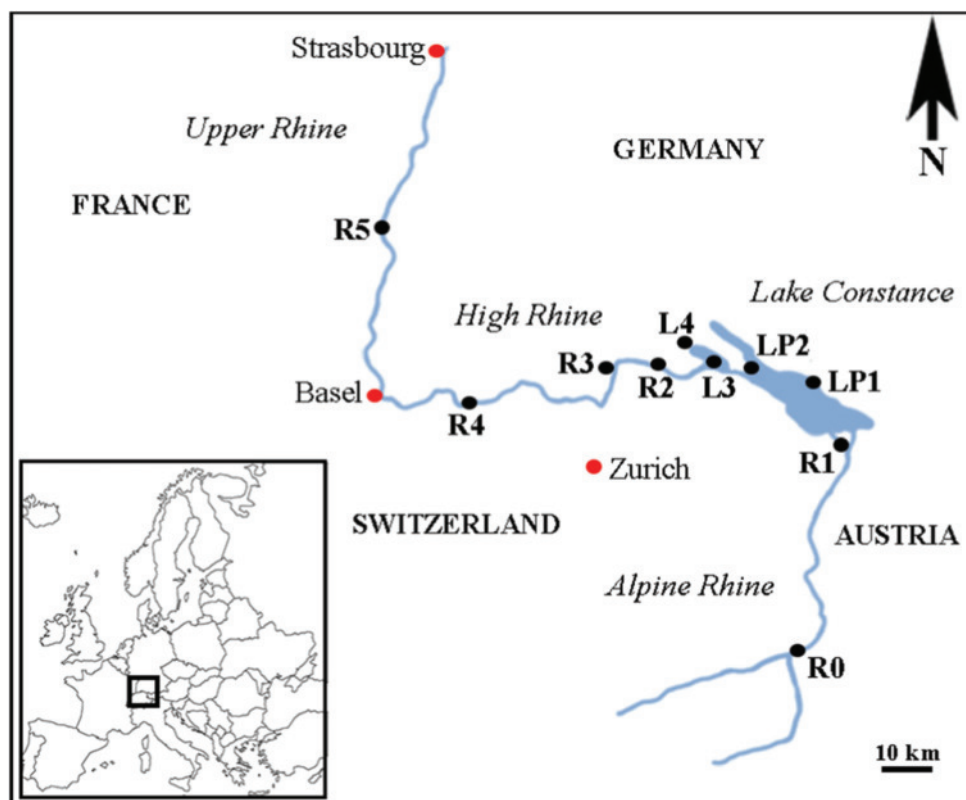 Strasbourg
Upper Rhine
GERMANY
N
FRANCE
R5
Lake Constance
High Rhine
L4
LP2
R3
R2
L3
LP1
Basel
R4
R1
Zurich
SWITZERLAND
AUSTRIA
Alpine Rhine
R0
10 km